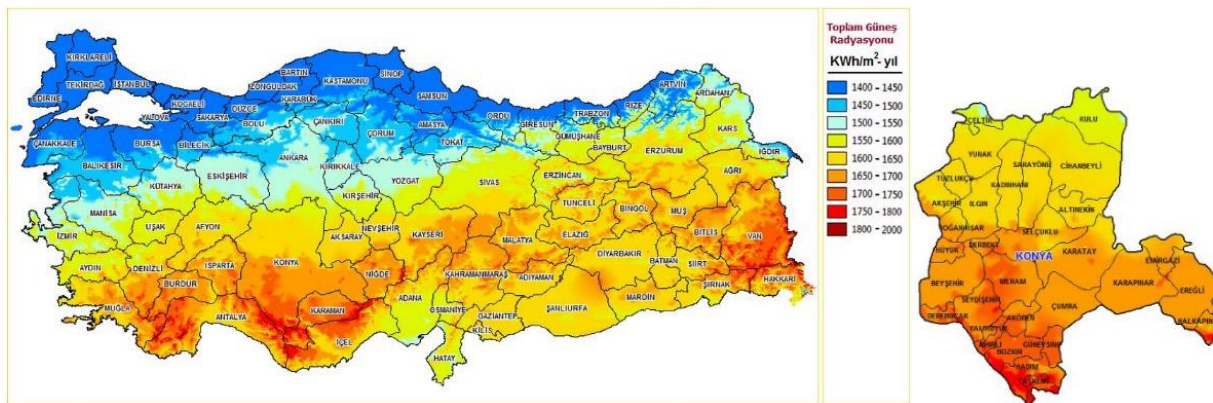 KIRKLARELİ
TEKİRDAĞ
İSTANBUL
EDİRNE
KOCAELİ
YALOVA
SAKARYA
DÜZCE
BOLU
ZONGULDAK
BARTIN
KARABÜK
KASTAMONU
SİNOP
SAMSUN
ÇANKIRI
ÇORUM
AMASYA
TOKAT
ORDU
GİRESUN
TRABZON
RİZE
ARTVİN
ARDAHAN
KARS
GÜMÜŞHANE
BAYBURT
ERZURUM
IĞDIR
AĞRI
ÇANAKKALE
BALIKESİR
BURSA
BİLECİK
KÜTAHYA
ESKİŞEHİR
ANKARA
KIRIKKALE
YOZGAT
KIRŞEHİR
SİVAS
ERZİNCAN
TUNCELİ
BİNGÖL
MUŞ
BİTLİS
VAN
MANİSA
İZMİR
UŞAK
AFYON
AKSARAY
NEVŞEHİR
KAYSERİ
MALATYA
ELAZIĞ
DİYARBAKIR
BATMAN
SİİRT
ŞIRNAK
HAKKARİ
AYDIN
DENİZLİ
ISPARTA
BURDUR
KONYA
NİĞDE
KAHRAMANMARAŞ
ADIYAMAN
MARDİN
ŞANLIURFA
MUĞLA
ANTALYA
KARAMAN
İÇEL
ADANA
OSMANİYE
GAZİANTEP
KİLİS
HATAY
Toplam Güneş
Radyasyonu
KWh/m²- yıl
1400 - 1450
1450 - 1500
1500 - 1550
1550 - 1600
1600 - 1650
1650 - 1700
1700 - 1750
1750 - 1800
1800 - 2000
ÇELTİK
KULU
YUNAK
SARAYÖNÜ
CİHANBEYLİ
TUZLUKÇU
KADINHANI
AKŞEHİR
ILGIN
ALTINEKİN
DOĞANHİSAR
SELÇUKLU
HÜYÜK
DERBENT
KONYA
KARATAY
BEYŞEHİR
MERAM
KARAPINAR
EMİRGAZİ
EREĞLİ
SEYDİŞEHİR
ÇUMRA
DEREBUCAK
AKÖREN
YALIHÜYÜK
AHIRLI
BOZKIR
GÜNEYSINIR
HADİM
TAŞKENT
HALKAPINAR